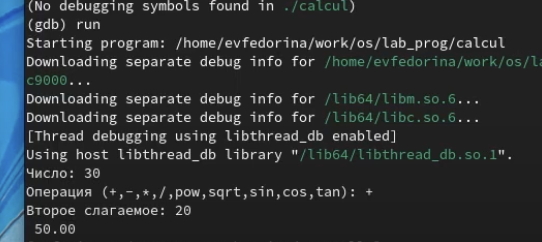 (No debugging symbols found in ./calcul)
(gdb) run
Starting program: /home/evfedorina/work/os/lab_prog/calcul
Downloading separate debug info for /home/evfedorina/work/os/la
c9000...
Downloading separate debug info for /lib64/libm.so.6...
Downloading separate debug info for /lib64/libc.so.6...
[Thread debugging using libthread_db enabled]
Using host libthread_db library "/lib64/libthread_db.so.1".
Число: 30
Операция (+,-,*,/,pow,sqrt,sin,cos,tan): +
Второе слагаемое: 20
50.00